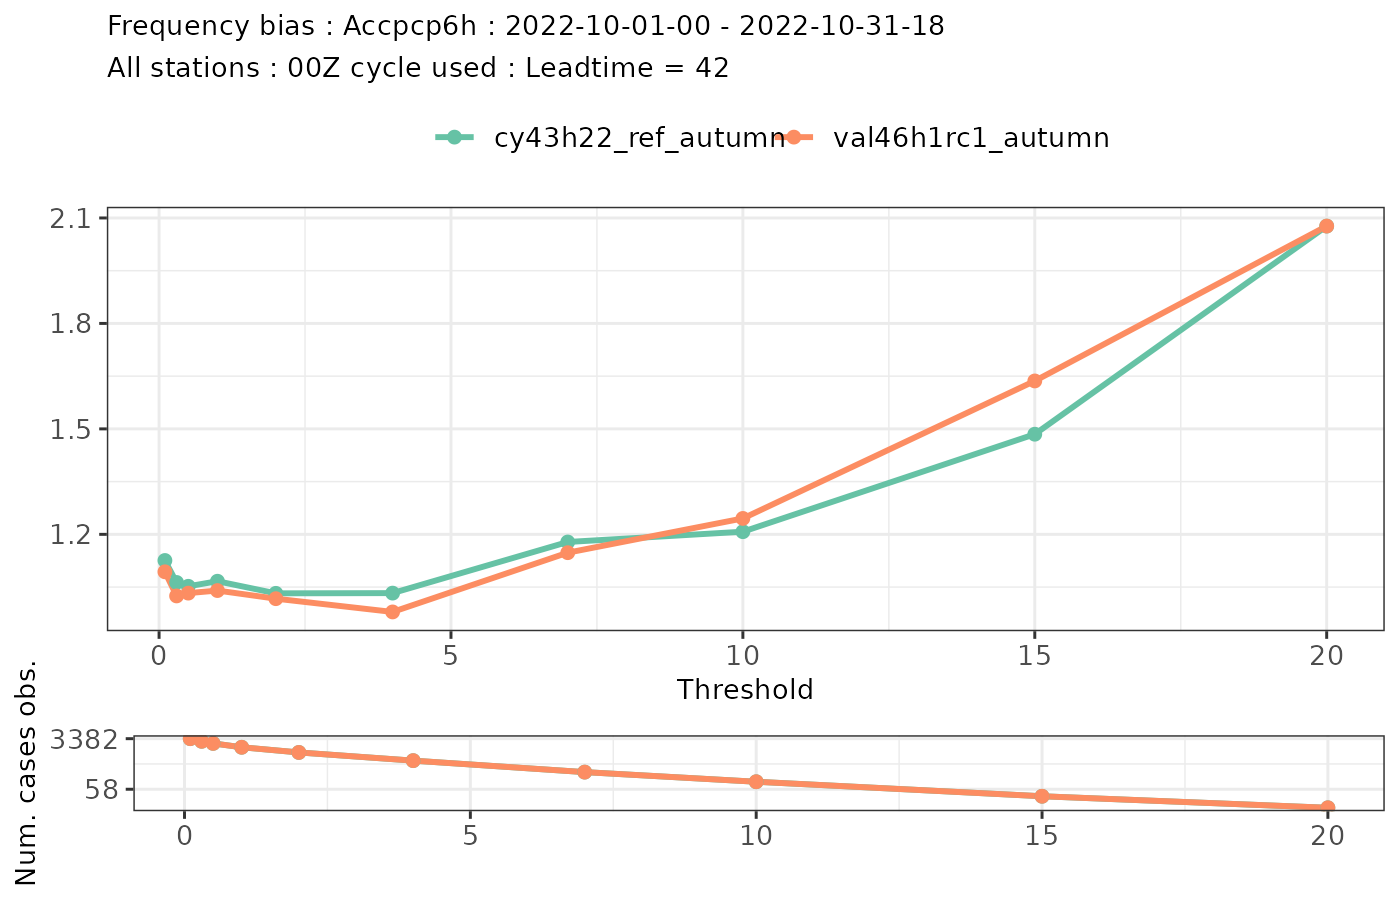 Frequency bias : Accpcp6h : 2022-10-01-00 - 2022-10-31-18
All stations : 00Z cycle used : Leadtime = 42
cy43h22_ref_autumn val46h1rc1_autumn
2.1
1.8
1.5
1.2
0 5 10 15 20
Threshold
Num. cases obs.
3382
58
0 5 10 15 20